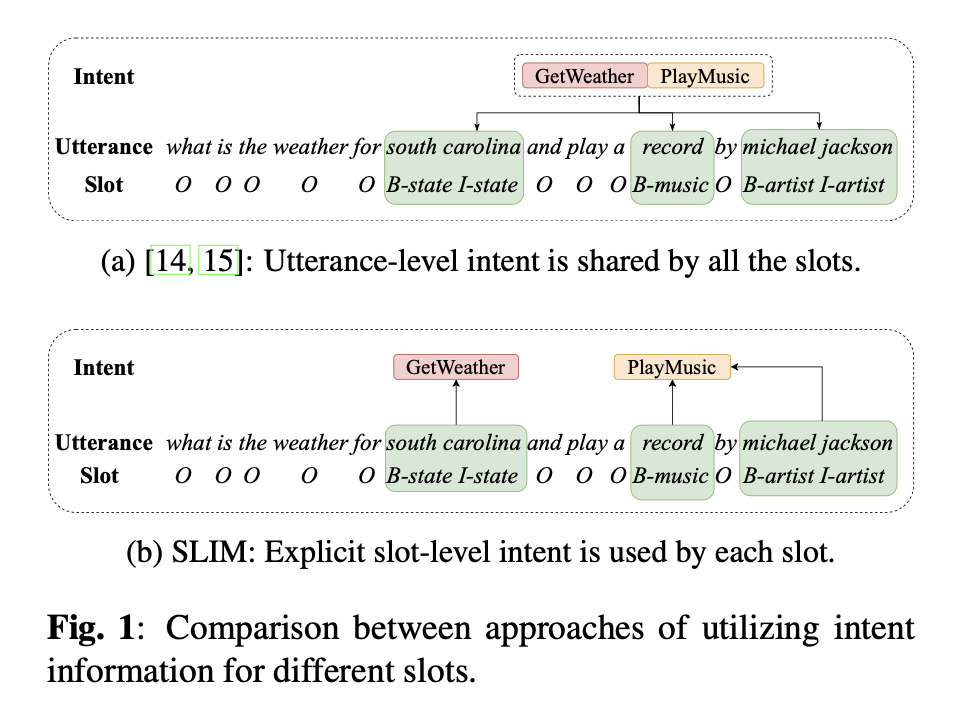 Intent GetWeather PlayMusic
Utterance what is the weather for south carolina and play a record by michael jackson
Slot O O O O O B-state I-state O O O B-music O B-artist I-artist
(a) [14, 15]: Utterance-level intent is shared by all the slots.
Intent GetWeather PlayMusic
Utterance what is the weather for south carolina and play a record by michael jackson
Slot O O O O O B-state I-state O O O B-music O B-artist I-artist
(b) SLIM: Explicit slot-level intent is used by each slot.
Fig. 1: Comparison between approaches of utilizing intent
information for different slots.